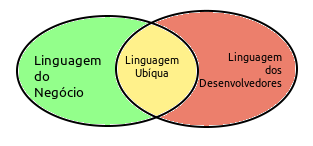 Linguagem
do
Negócio
Linguagem
Ubíqua
Linguagem
dos
Desenvolvedores